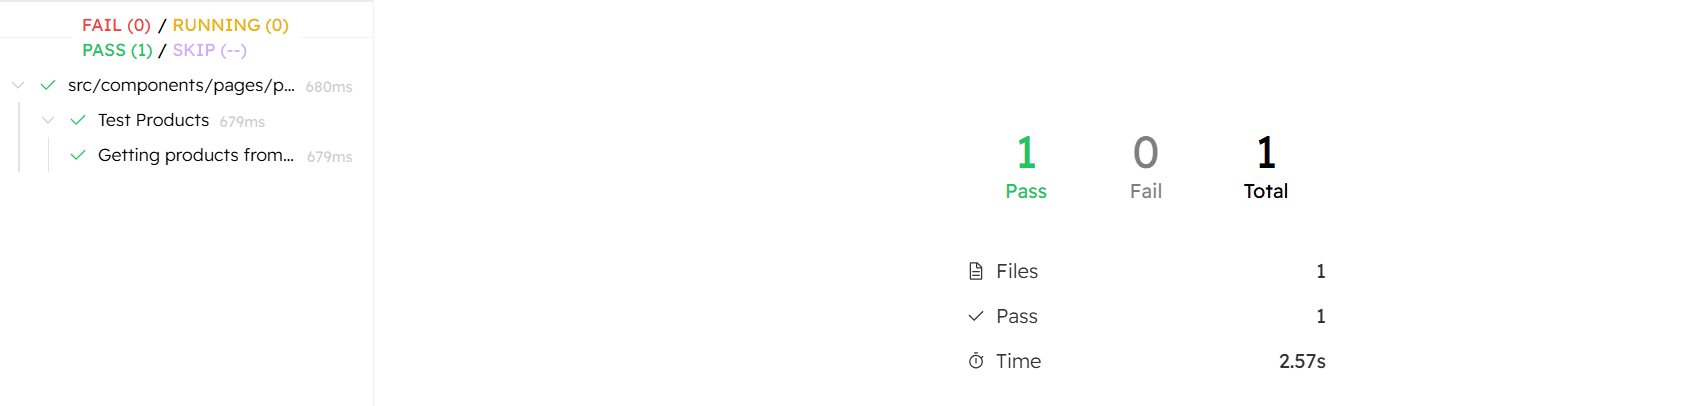 FAIL (0) / RUNNING (0)
PASS (1) / SKIP (--)
src/components/pages/p... 680ms
Test Products 679ms
Getting products from... 679ms
1 0 1
Pass Fail Total
Files 1
Pass 1
Time 2.57s